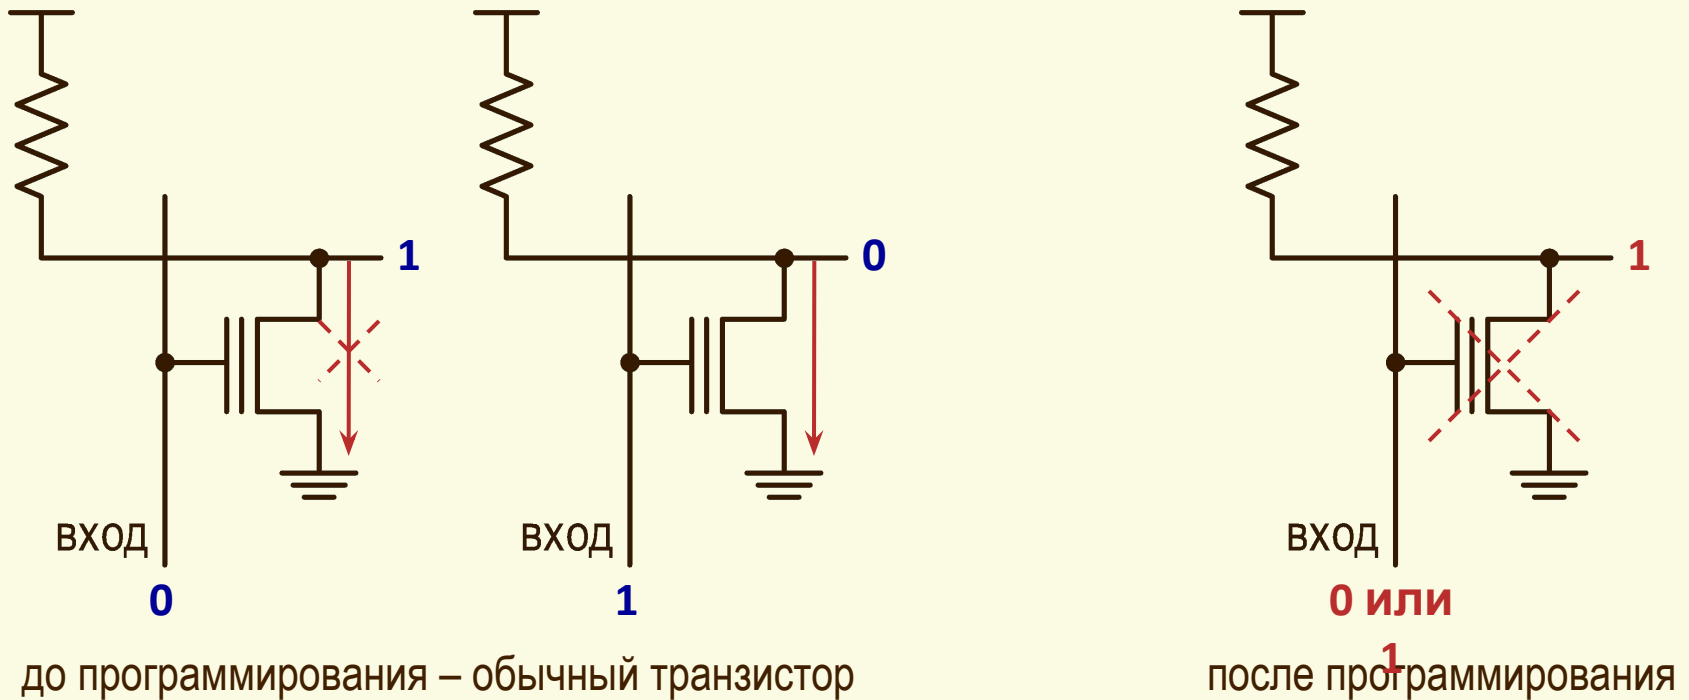 1
0
1
вход
вход
вход
0
1
0 или
1
до программирования – обычный транзистор
после программирования